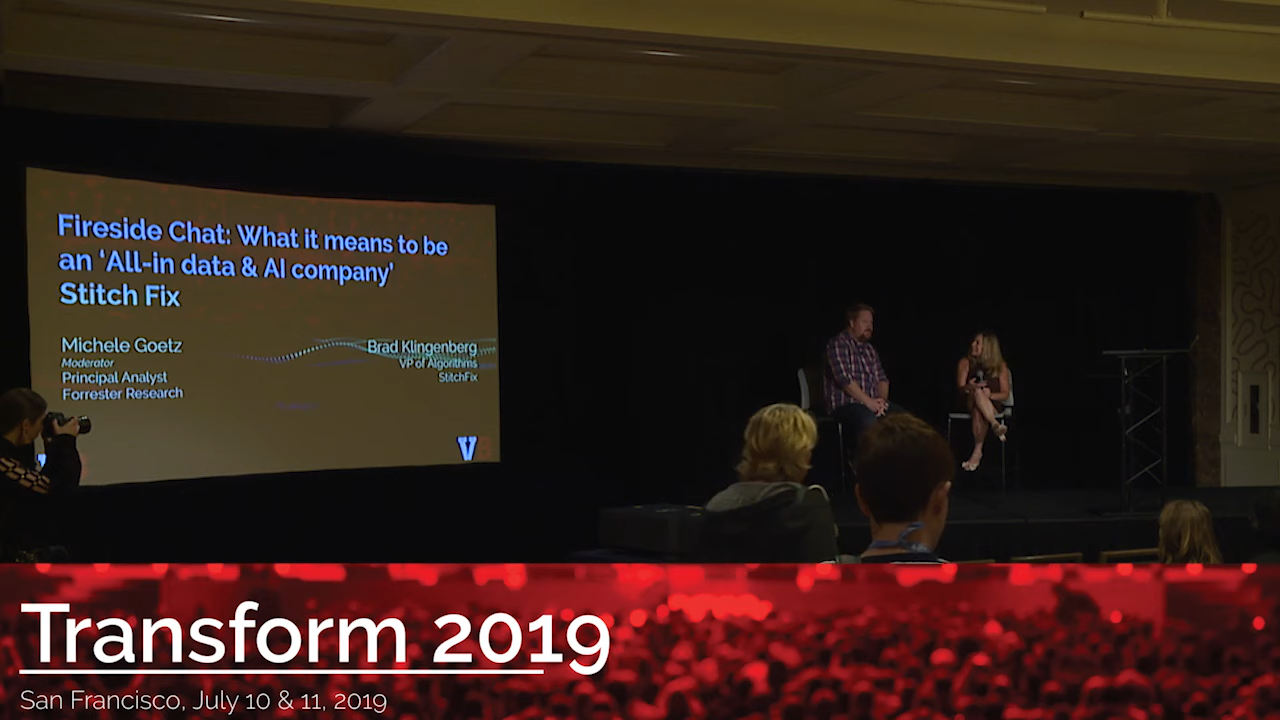 Fireside Chat: What it means to be
an ‘All-in data & AI company’
Stitch Fix
Michele Goetz
Moderator
Principal Analyst
Forrester Research
Brad Klingenberg
VP of Algorithms
StitchFix
V
Transform 2019
San Francisco, July 10 & 11, 2019